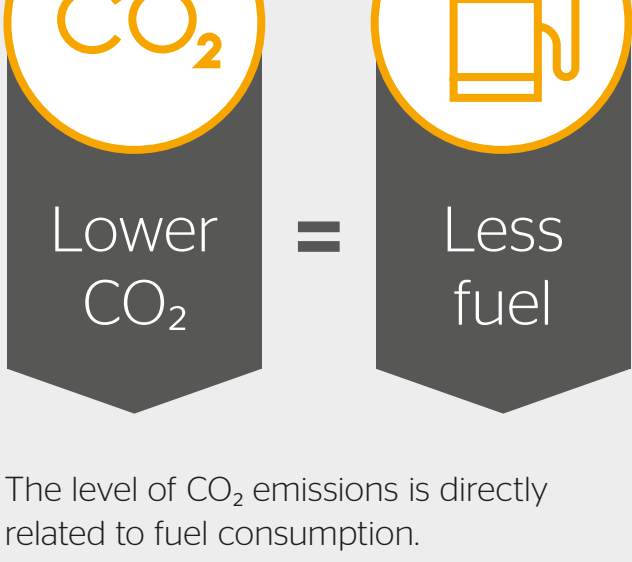 CO₂
Lower
CO₂
=
Less
fuel
The level of CO₂ emissions is directly
related to fuel consumption.